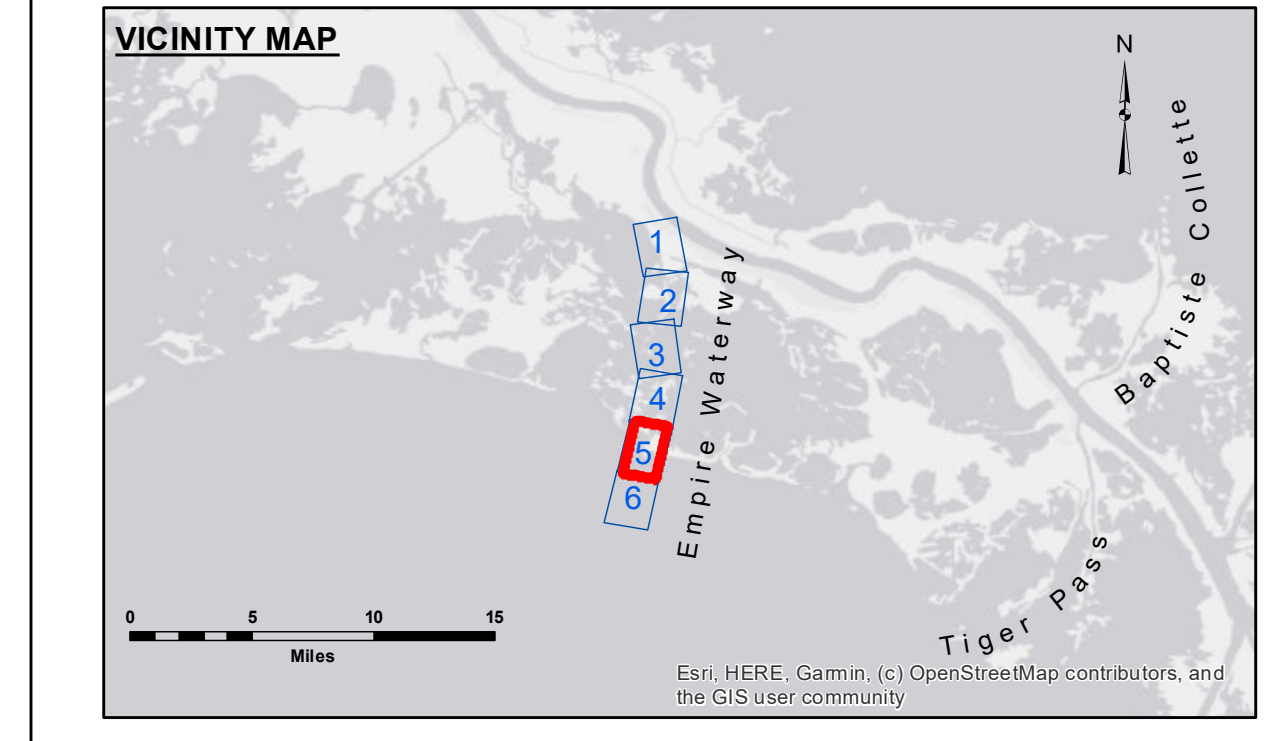 VICINITY MAP
N
Baptiste Collette
1
2
3
4
5
6
Empire Waterway
Tiger Pass
0 5 10 15
Miles
Esri, HERE, Garmin, (c) OpenStreetMap contributors, and
the GIS user community